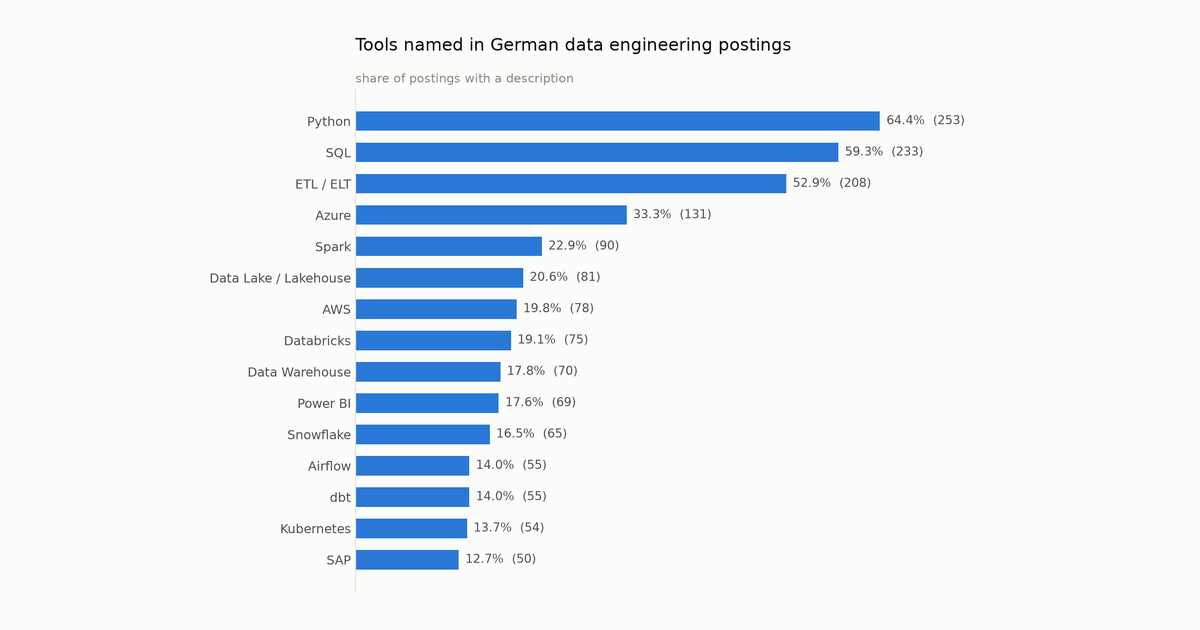 Tools named in German data engineering postings
share of postings with a description
Python 64.4% (253)
SQL 59.3% (233)
ETL / ELT 52.9% (208)
Azure 33.3% (131)
Spark 22.9% (90)
Data Lake / Lakehouse 20.6% (81)
AWS 19.8% (78)
Databricks 19.1% (75)
Data Warehouse 17.8% (70)
Power BI 17.6% (69)
Snowflake 16.5% (65)
Airflow 14.0% (55)
dbt 14.0% (55)
Kubernetes 13.7% (54)
SAP 12.7% (50)